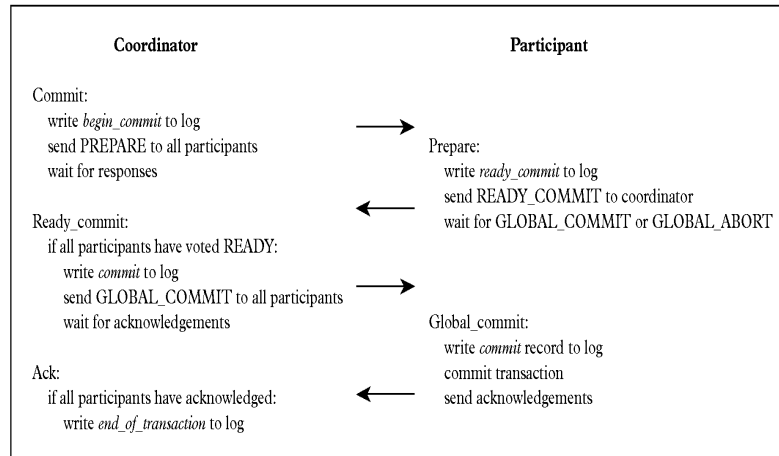 Coordinator
Participant
Commit:
write begin_commit to log
send PREPARE to all participants
wait for responses
Prepare:
write ready_commit to log
send READY_COMMIT to coordinator
wait for GLOBAL_COMMIT or GLOBAL_ABORT
Ready_commit:
if all participants have voted READY:
write commit to log
send GLOBAL_COMMIT to all participants
wait for acknowledgements
Global_commit:
write commit record to log
commit transaction
send acknowledgements
Ack:
if all participants have acknowledged:
write end_of_transaction to log